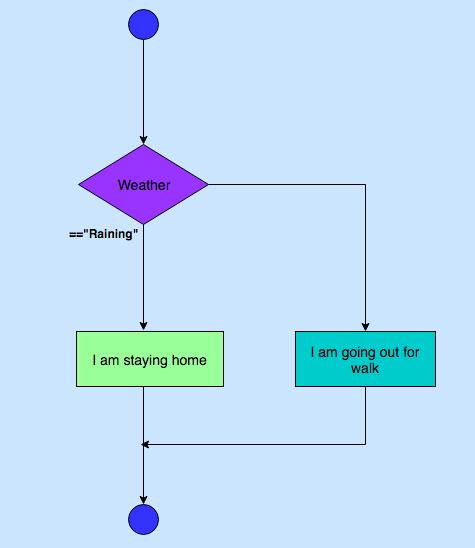 Weather
=="Raining"
I am staying home
I am going out for
walk